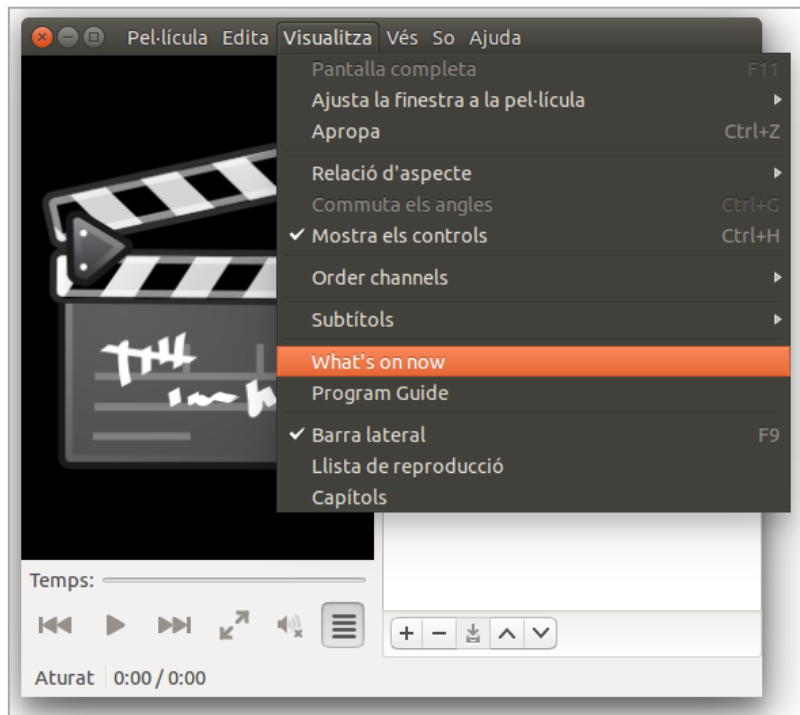 Pel·lícula Edita Visualitza Vés So Ajuda
Pantalla completa F11
Ajusta la finestra a la pel·lícula
Apropa Ctrl+Z
Relació d'aspecte
Commuta els angles Ctrl+G
Mostra els controls Ctrl+H
Order channels
Subtítols
What's on now
Program Guide
Barra lateral F9
Llista de reproducció
Capítols
Temps:
Aturat 0:00 / 0:00